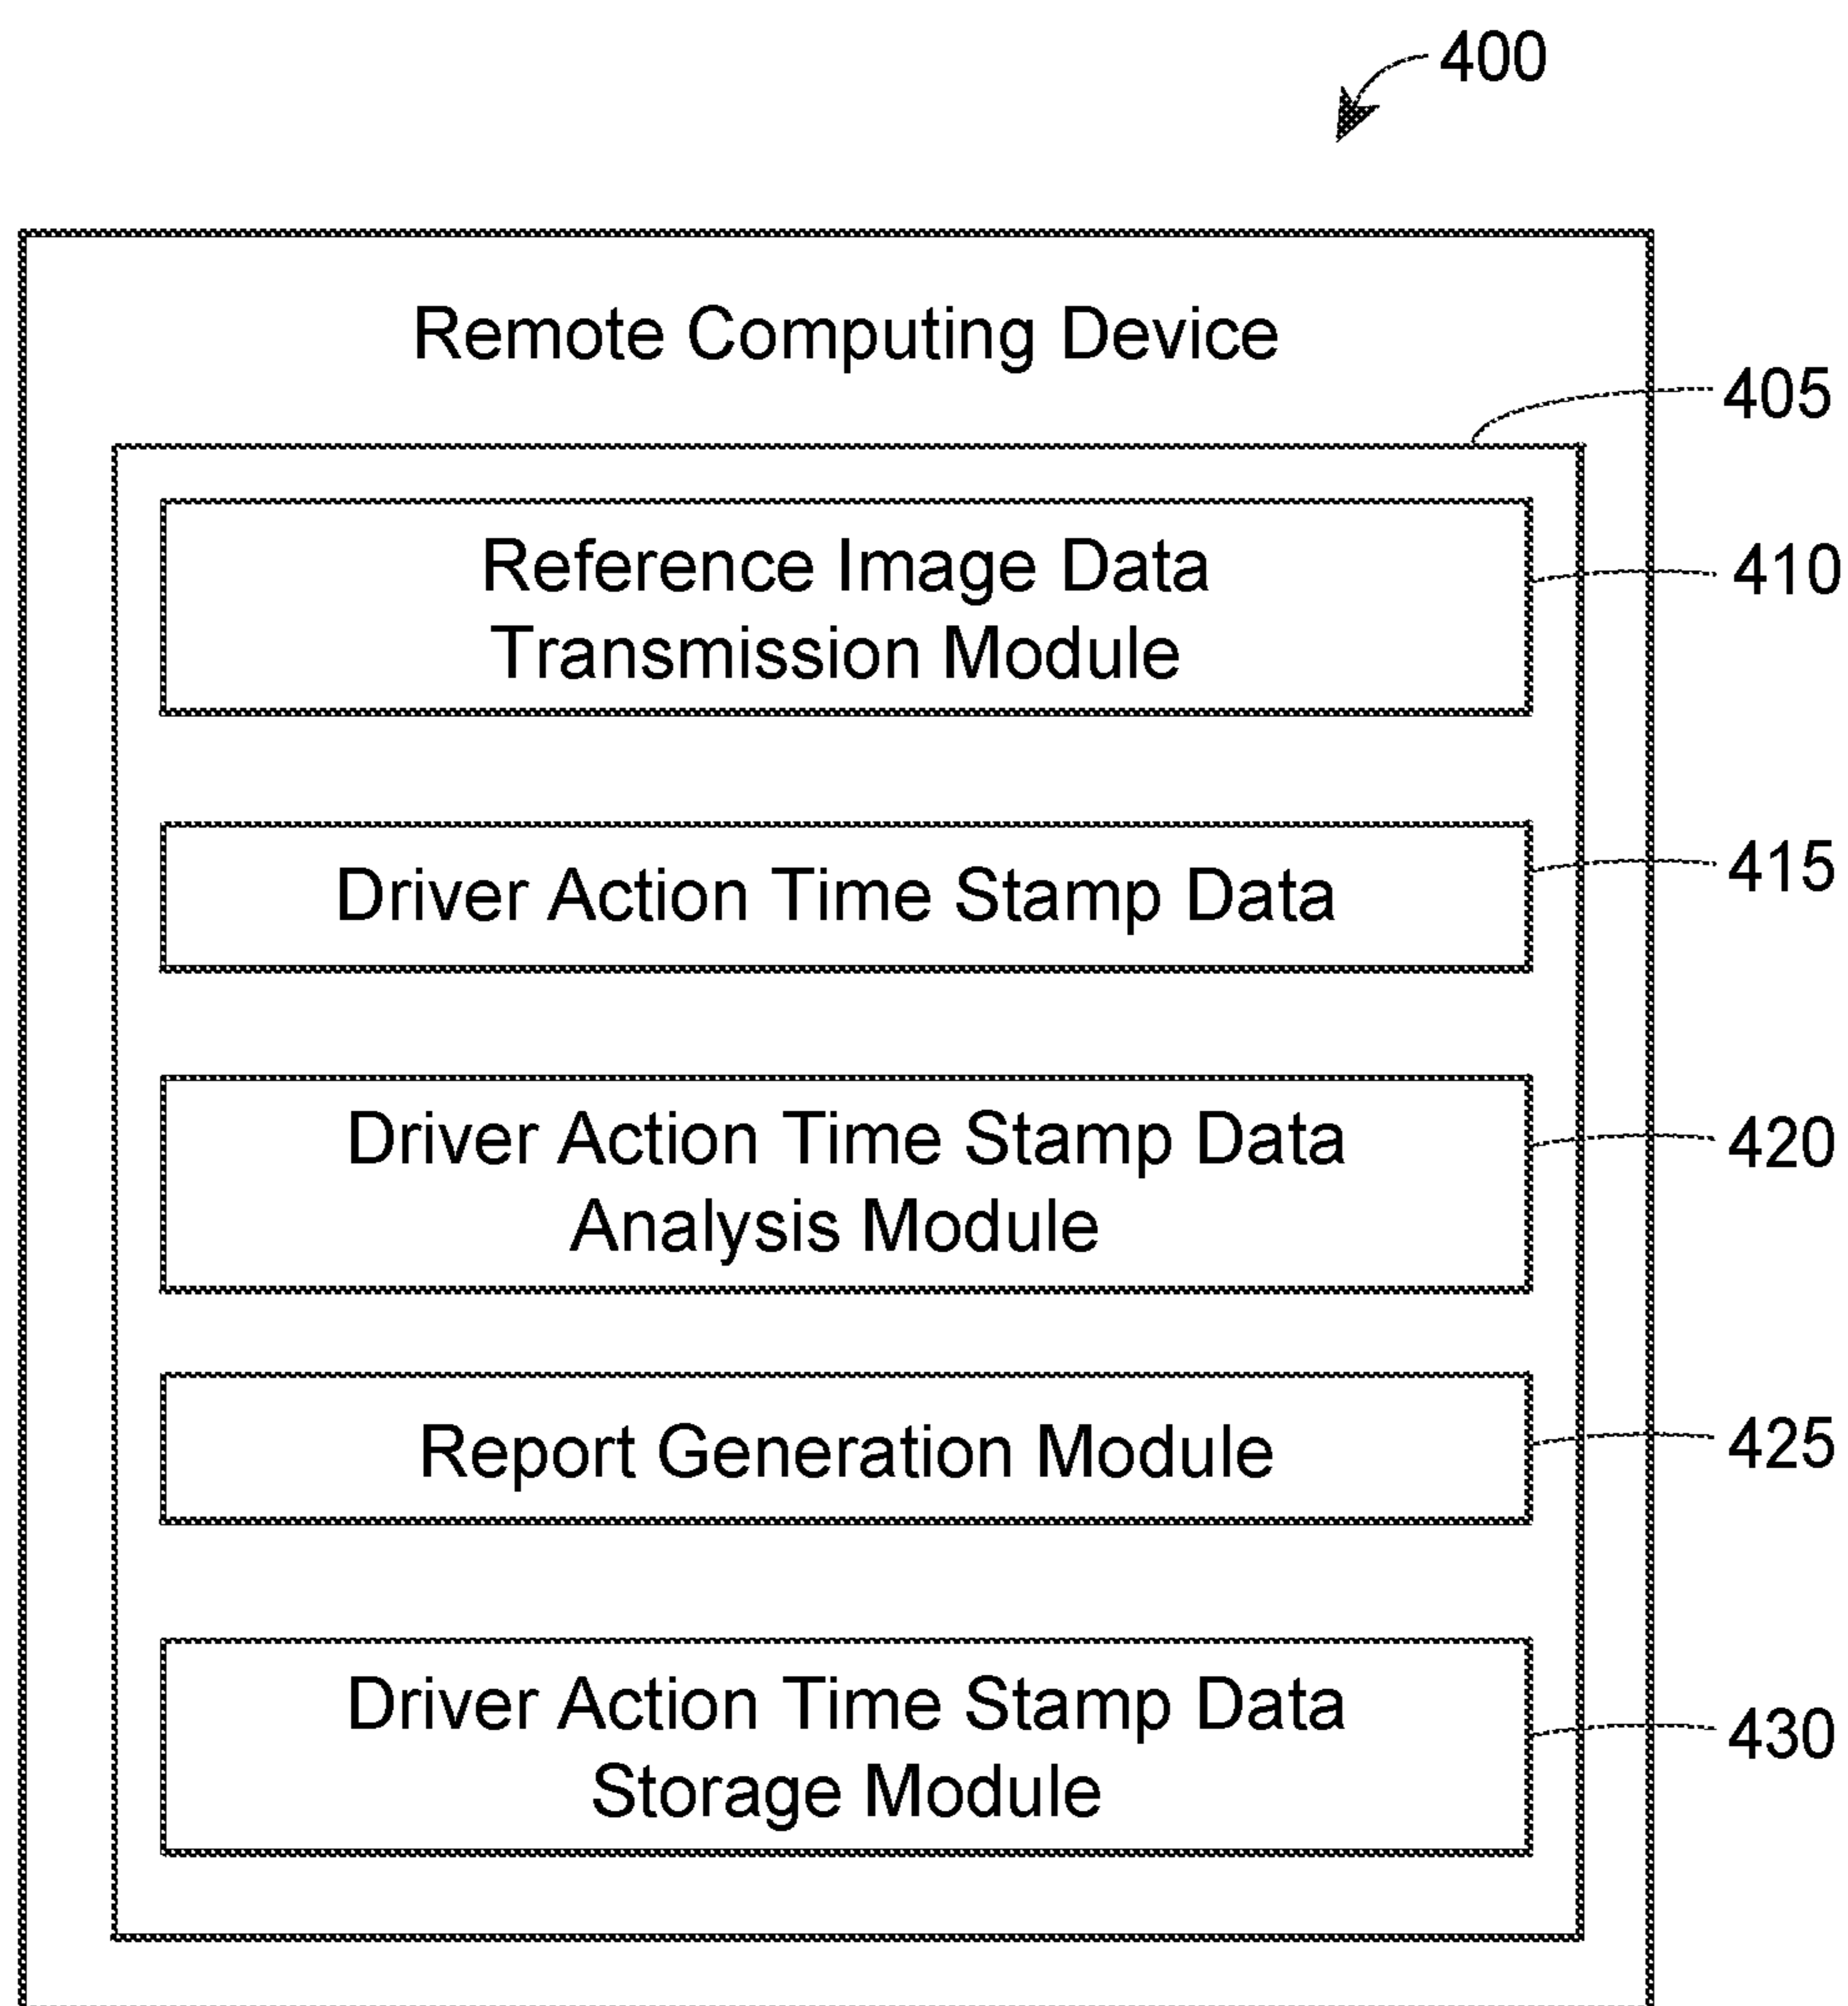 400
Remote Computing Device
405
Reference Image Data
Transmission Module
410
Driver Action Time Stamp Data
415
Driver Action Time Stamp Data
Analysis Module
420
Report Generation Module
425
Driver Action Time Stamp Data
Storage Module
430